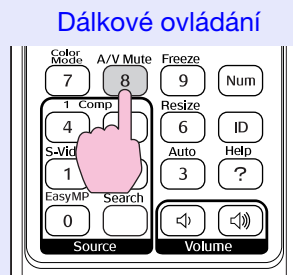 Dálkové ovládání
Color Mode A/V Mute Freeze
7 8 9 Num
1 Comp Resize
4 6 ID
S-Vid Auto Help
1 3 ?
EasyMP Search
0
Source Volume